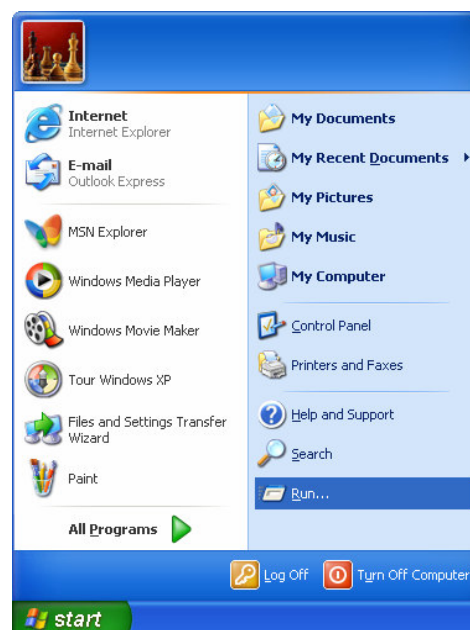 Internet
Internet Explorer
E-mail
Outlook Express
MSN Explorer
Windows Media Player
Windows Movie Maker
Tour Windows XP
Files and Settings Transfer
Wizard
Paint
All Programs
My Documents
My Recent Documents
My Pictures
My Music
My Computer
Control Panel
Printers and Faxes
Help and Support
Search
Run...
Log Off
Turn Off Computer
start